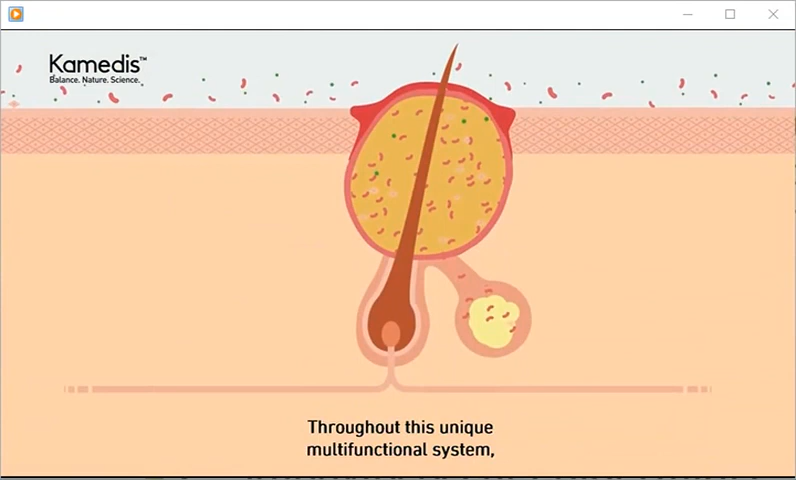 Kamedis™
Balance. Nature. Science.
Throughout this unique
multifunctional system,